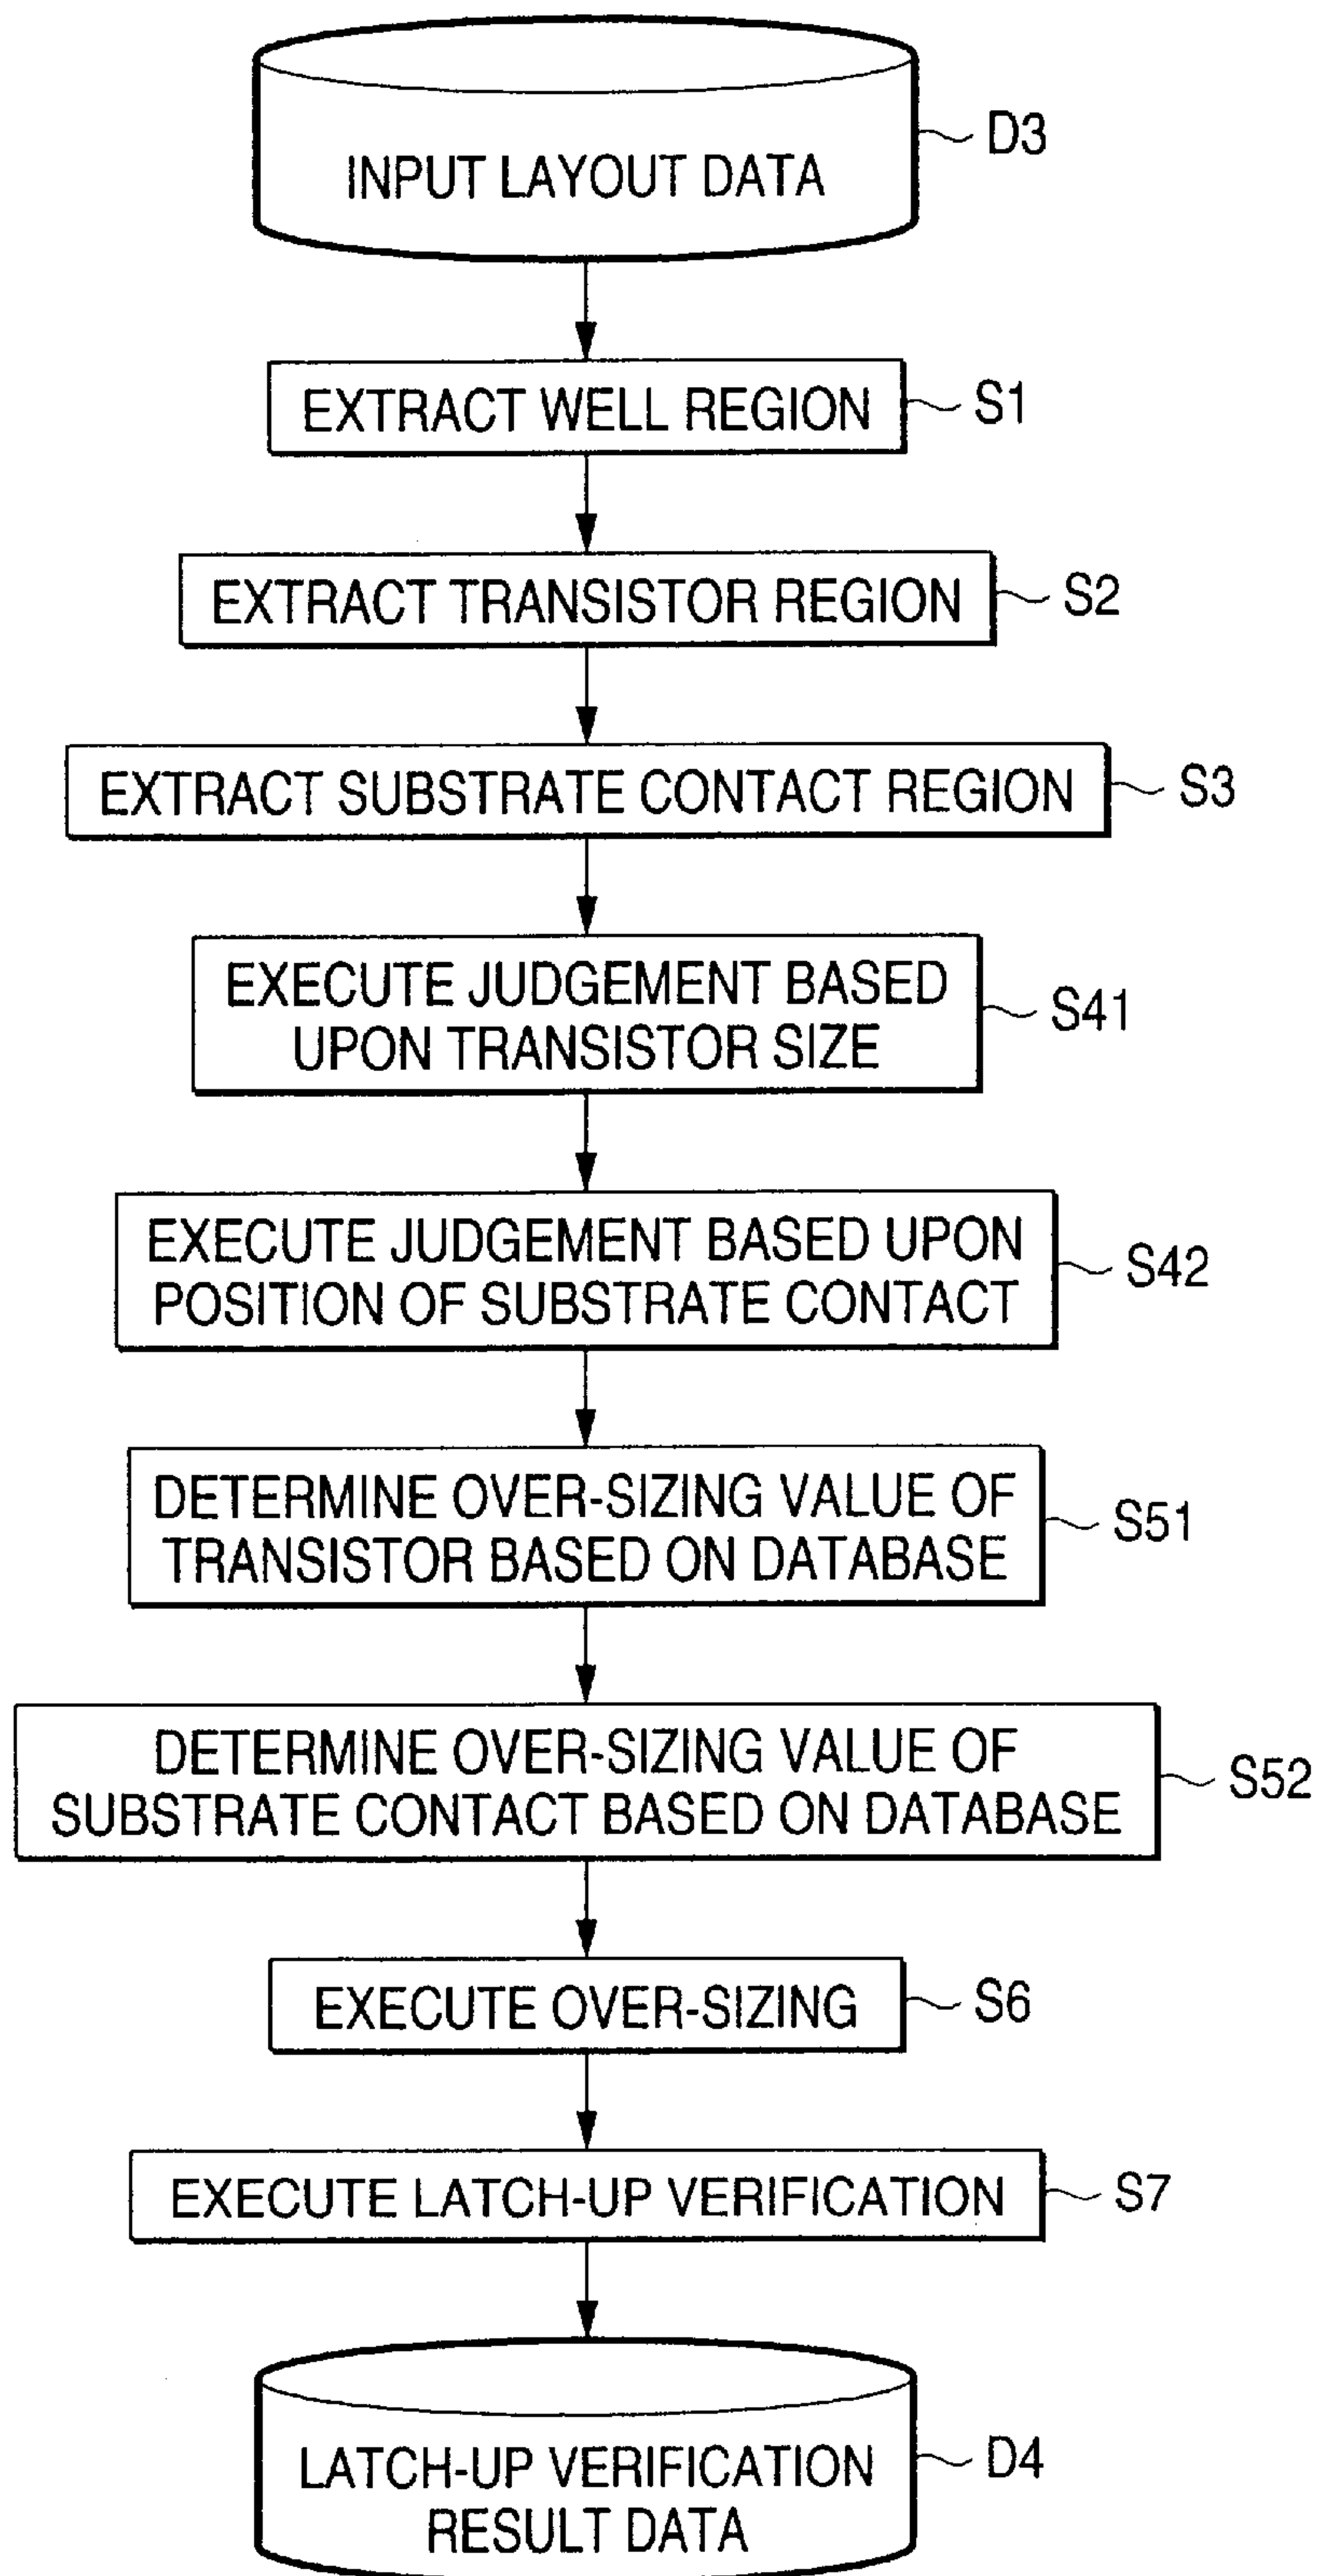 INPUT LAYOUT DATA
D3
EXTRACT WELL REGION
S1
EXTRACT TRANSISTOR REGION
S2
EXTRACT SUBSTRATE CONTACT REGION
S3
EXECUTE JUDGEMENT BASED
UPON TRANSISTOR SIZE
S41
EXECUTE JUDGEMENT BASED UPON
POSITION OF SUBSTRATE CONTACT
S42
DETERMINE OVER-SIZING VALUE OF
TRANSISTOR BASED ON DATABASE
S51
DETERMINE OVER-SIZING VALUE OF
SUBSTRATE CONTACT BASED ON DATABASE
S52
EXECUTE OVER-SIZING
S6
EXECUTE LATCH-UP VERIFICATION
S7
LATCH-UP VERIFICATION
RESULT DATA
D4